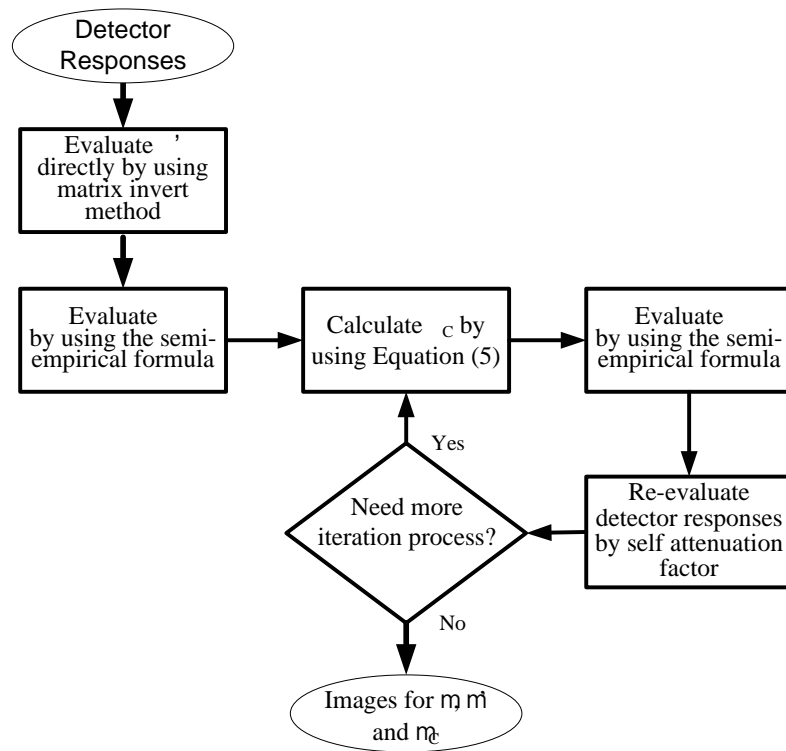 Detector
Responses
Evaluate ’
directly by using
matrix invert
method
Evaluate
by using the semi-
empirical formula
Calculate C by
using Equation (5)
Evaluate
by using the semi-
empirical formula
Re-evaluate
detector responses
by self attenuation
factor
Yes
Need more
iteration process?
No
Images for m, m’
and mc